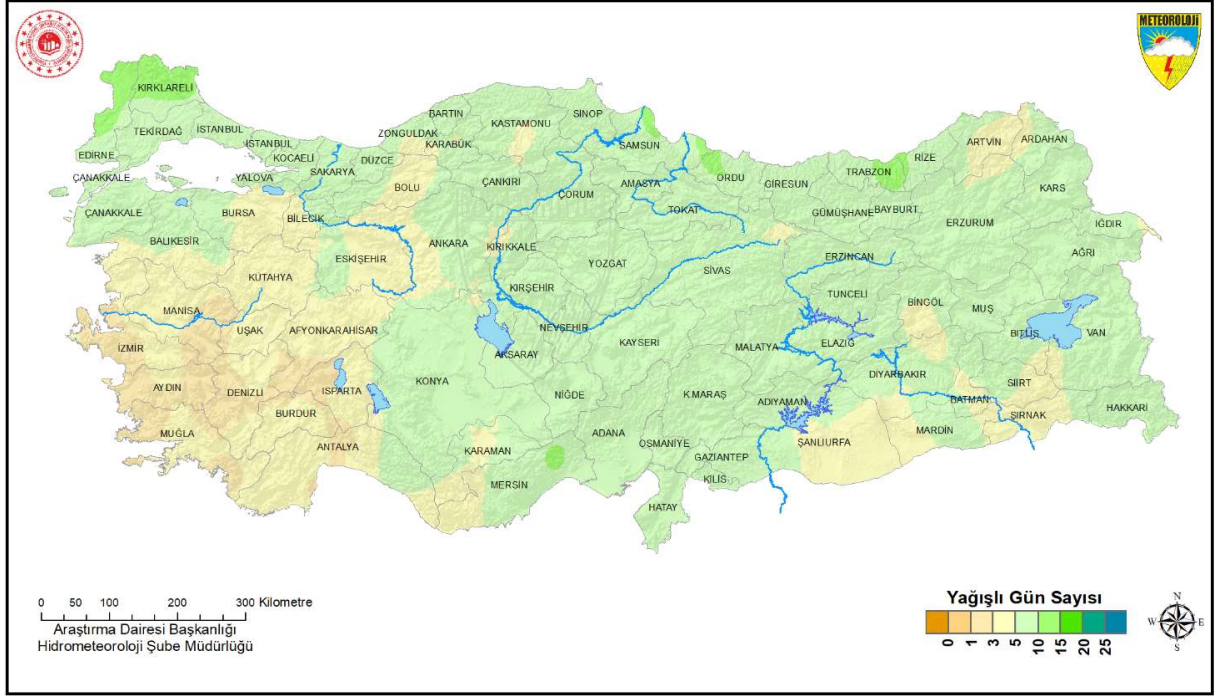 METEOROLOJİ
KIRKLARELİ
TEKİRDAĞ
İSTANBUL
İSTANBUL
KOCAELİ
EDİRNE
ÇANAKKALE
YALOVA
SAKARYA
DÜZCE
ZONGULDAK
BARTIN
KARABÜK
KASTAMONU
SİNOP
SAMSUN
ORDU
GİRESUN
TRABZON
RİZE
ARTVİN
ARDAHAN
KARS
IĞDIR
AĞRI
ÇANAKKALE
BALIKESİR
BURSA
BİLECİK
BOLU
ÇANKIRI
ÇORUM
AMASYA
TOKAT
GÜMÜŞHANE
BAYBURT
ERZURUM
ERZİNCAN
ESKİŞEHİR
ANKARA
KIRIKKALE
YOZGAT
SİVAS
TUNCELİ
BİNGÖL
MUŞ
BİTLİS
VAN
KÜTAHYA
MANİSA
UŞAK
AFYONKARAHİSAR
KIRŞEHİR
NEVŞEHİR
AKSARAY
KAYSERİ
MALATYA
ELAZIĞ
DİYARBAKIR
SİİRT
BATMAN
ŞIRNAK
HAKKARİ
İZMİR
AYDIN
DENİZLİ
ISPARTA
BURDUR
MUĞLA
ANTALYA
KONYA
NİĞDE
KARAMAN
MERSİN
ADANA
K.MARAŞ
OSMANİYE
GAZİANTEP
KİLİS
HATAY
ADIYAMAN
ŞANLIURFA
MARDİN
0 50 100 200 300 Kilometre
Araştırma Dairesi Başkanlığı
Hidrometeoroloji Şube Müdürlüğü
Yağışlı Gün Sayısı
0 1 3 5 10 15 20 25
N
W E
S